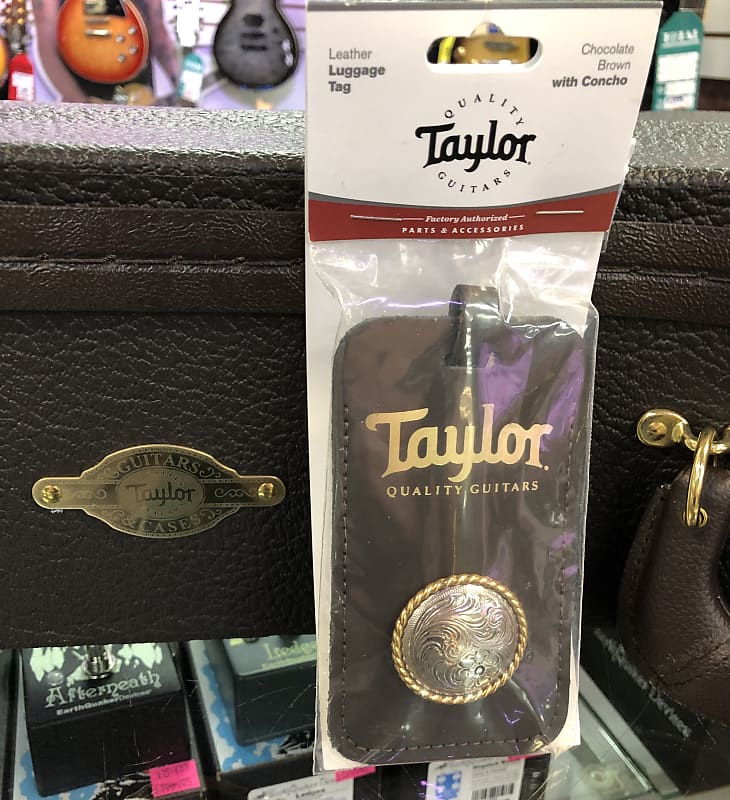 Leather
Luggage
Tag
Chocolate
Brown
with Concho
QUALITY
Taylor
GUITARS
Factory Authorized
PARTS & ACCESSORIES
Taylor.
QUALITY GUITARS
GUITARS
Taylor
& CASES
Afterneath
EarthQuaker Devices
Ledges